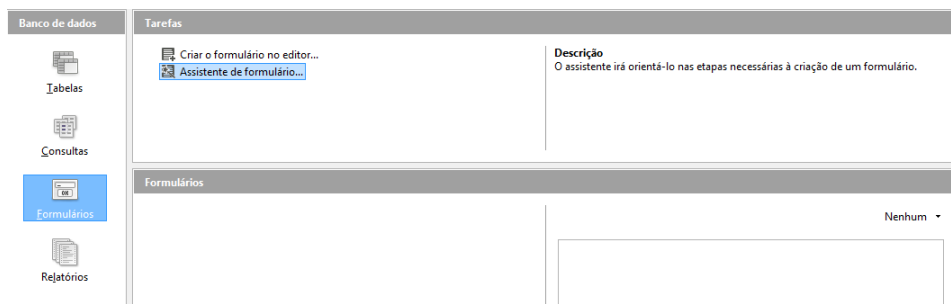 Banco de dados
Tabelas
Consultas
Formulários
Relatórios
Tarefas
Criar o formulário no editor...
Assistente de formulário...
Descrição
O assistente irá orientá-lo nas etapas necessárias à criação de um formulário.
Formulários
Nenhum